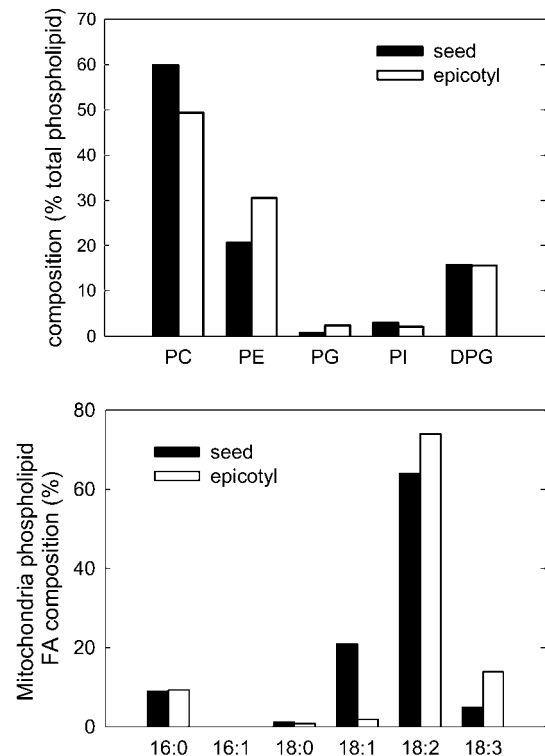 composition (% total phospholipid)
70
60
50
40
30
20
10
0
seed
epicotyl
PC PE PG PI DPG
Mitochondria phospholipid
FA composition (%)
80
60
40
20
0
seed
epicotyl
16:0 16:1 18:0 18:1 18:2 18:3